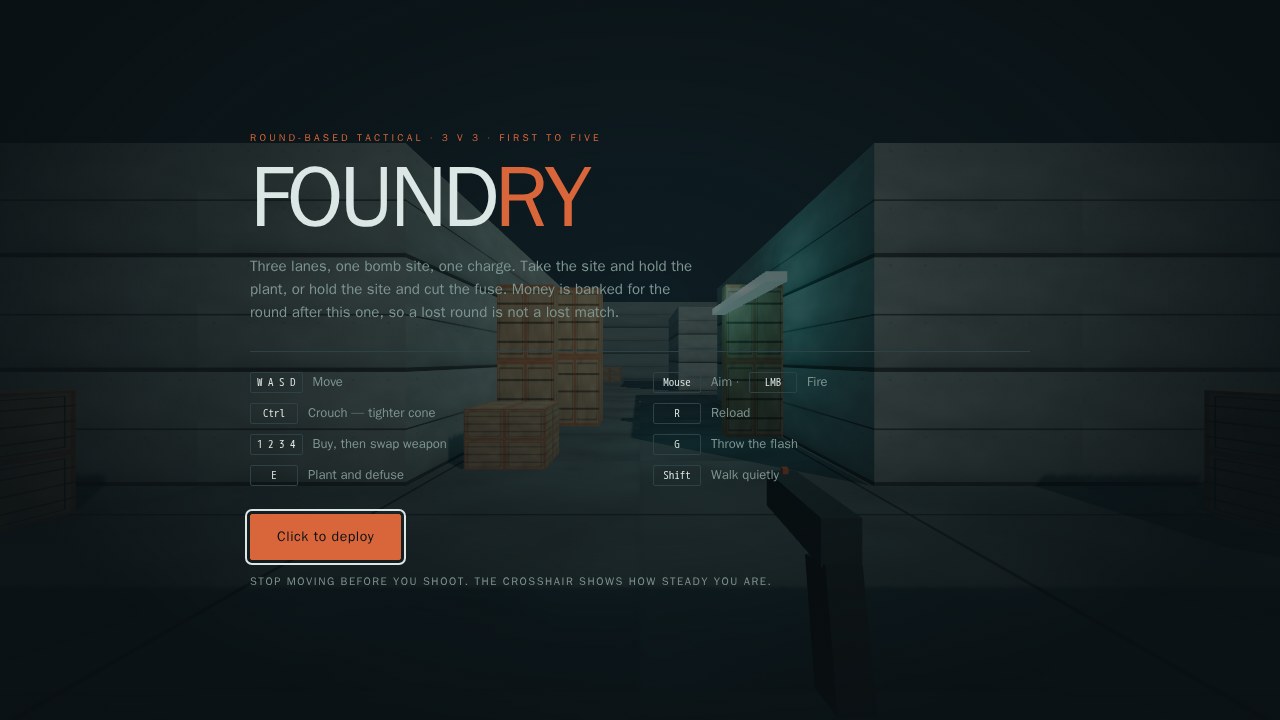 ROUND-BASED TACTICAL · 3 V 3 · FIRST TO FIVE
FOUNDRY
Three lanes, one bomb site, one charge. Take the site and hold the
plant, or hold the site and cut the fuse. Money is banked for the
round after this one, so a lost round is not a lost match.
W A S D Move
Mouse Aim · LMB Fire
Ctrl Crouch — tighter cone
R Reload
1 2 3 4 Buy, then swap weapon
G Throw the flash
E Plant and defuse
Shift Walk quietly
Click to deploy
STOP MOVING BEFORE YOU SHOOT. THE CROSSHAIR SHOWS HOW STEADY YOU ARE.